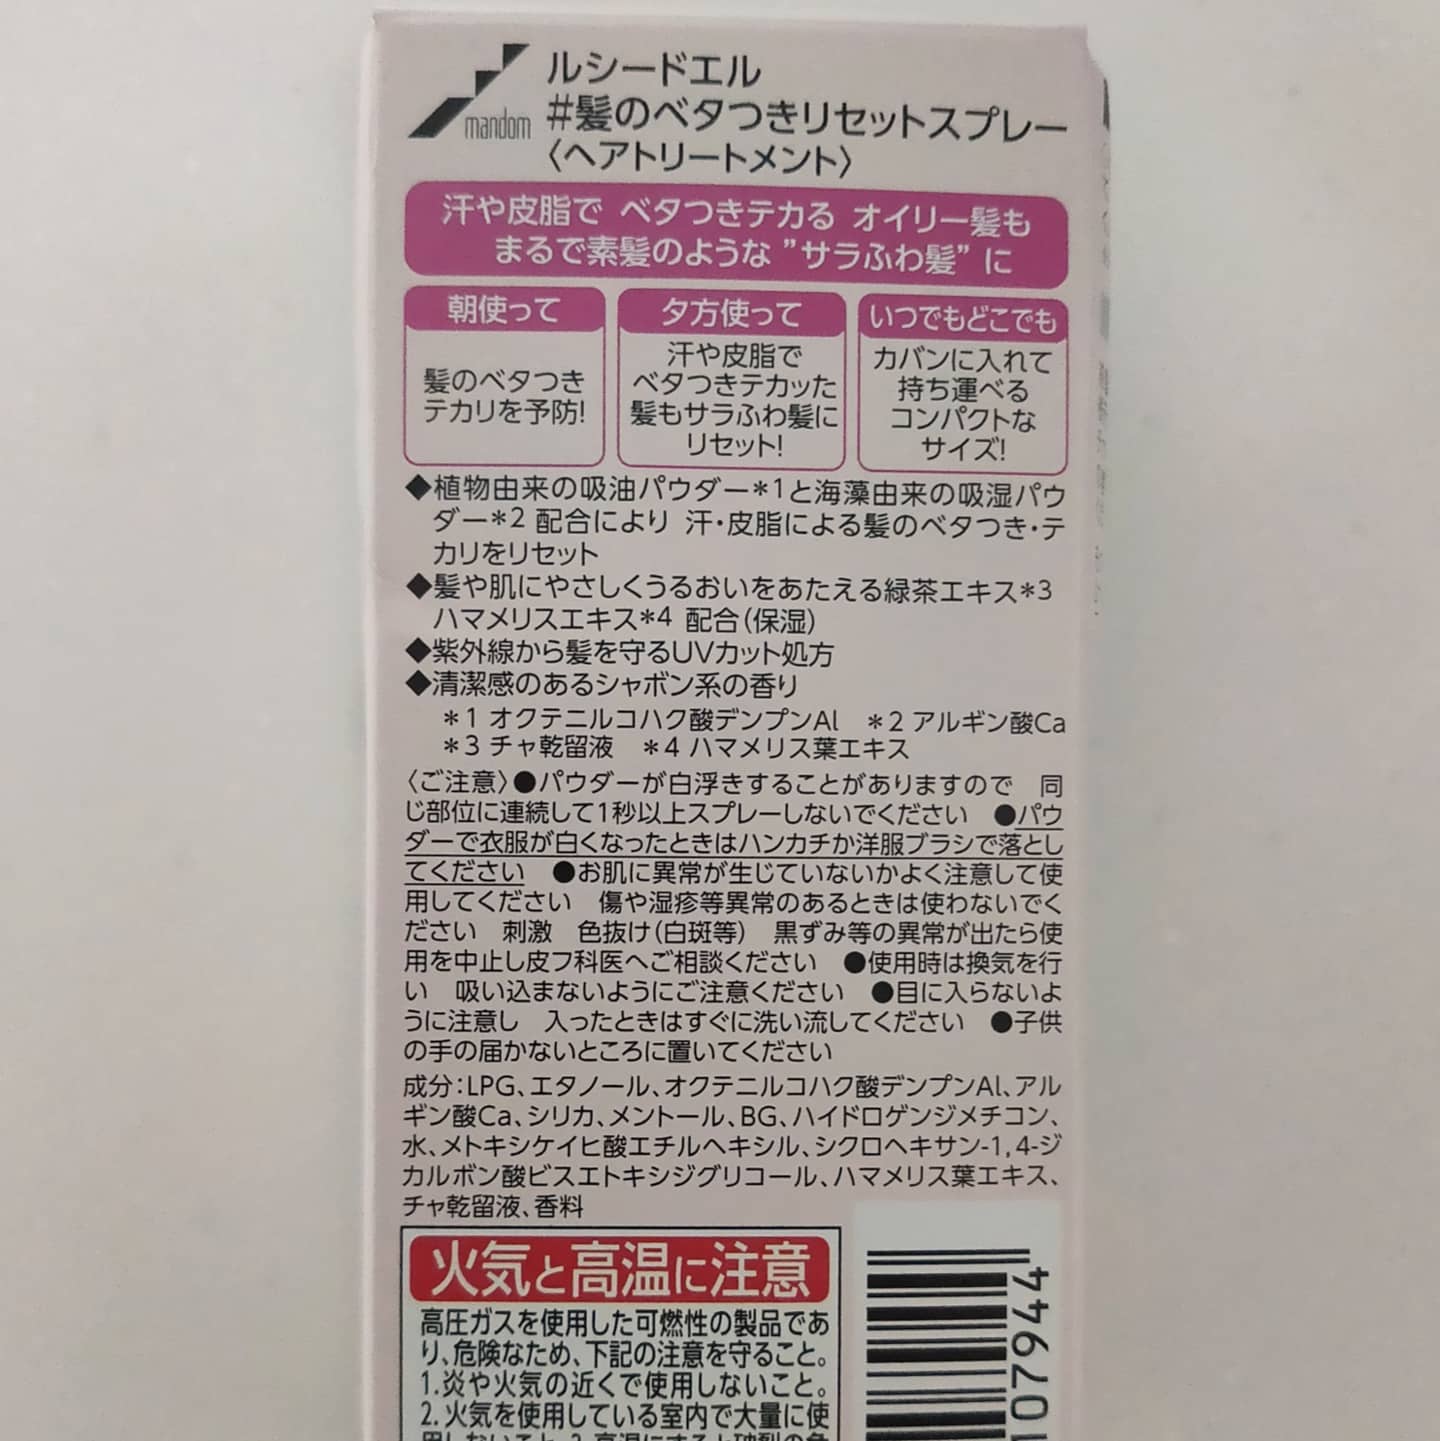 mandom
ルシードエル
#髪のベタつきリセットスプレー
〈ヘアトリートメント〉
汗や皮脂で ベタつきテカる オイリー髪も
まるで素髪のような ”サラふわ髪” に
朝使って
髪のベタつき
テカリを予防!
夕方使って
汗や皮脂で
ベタつきテカッた
髪もサラふわ髪に
リセット!
いつでもどこでも
カバンに入れて
持ち運べる
コンパクトな
サイズ!
◆植物由来の吸油パウダー*1と海藻由来の吸湿パウ
ダー*2 配合により 汗・皮脂による髪のベタつき・テ
カリをリセット
◆髪や肌にやさしくうるおいをあたえる緑茶エキス*3
ハマメリスエキス*4 配合(保湿)
◆紫外線から髪を守るUVカット処方
◆清潔感のあるシャボン系の香り
*1 オクテニルコハク酸デンプンAl *2 アルギン酸Ca
*3 チャ乾留液 *4 ハマメリス葉エキス
〈ご注意〉●パウダーが白浮きすることがありますので 同
じ部位に連続して1秒以上スプレーしないでください ●パウ
ダーで衣服が白くなったときはハンカチか洋服ブラシで落とし
てください ●お肌に異常が生じていないかよく注意して使
用してください 傷や湿疹等異常のあるときは使わないでく
ださい 刺激 色抜け(白斑等) 黒ずみ等の異常が出たら使
用を中止し皮フ科医へご相談ください ●使用時は換気を行
い 吸い込まないようにご注意ください ●目に入らないよ
うに注意し 入ったときはすぐに洗い流してください ●子供
の手の届かないところに置いてください
成分:LPG、エタノール、オクテニルコハク酸デンプンAl、アル
ギン酸Ca、シリカ、メントール、BG、ハイドロゲンジメチコン、
水、メトキシケイヒ酸エチルヘキシル、シクロヘキサン-1,4-ジ
カルボン酸ビスエトキシジグリコール、ハマメリス葉エキス、
チャ乾留液、香料
火気と高温に注意
高圧ガスを使用した可燃性の製品であ
り、危険なため、下記の注意を守ること。
1.炎や火気の近くで使用しないこと。
2.火気を使用している室内で大量に使